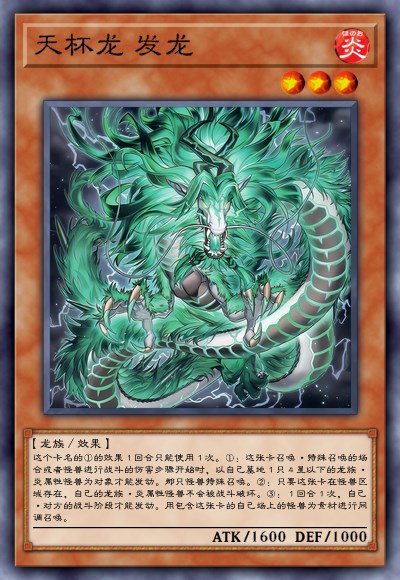 天杯龙 发龙
ほのお
炎
【龙族／效果】
这个卡名的①的效果１回合只能使用１次。①：这张卡召唤・特殊召唤的场
合或者怪兽进行战斗的伤害步骤开始时，以自己墓地１只４星以下的龙族・
炎属性怪兽为对象才能发动。那只怪兽特殊召唤。②：只要这张卡在怪兽区
域存在，自己的龙族・炎属性怪兽不会被战斗破坏。③：１回合１次，自己
・对方的战斗阶段才能发动。用包含这张卡的自己场上的怪兽为素材进行同
调召唤。
ATK/1600 DEF/1000